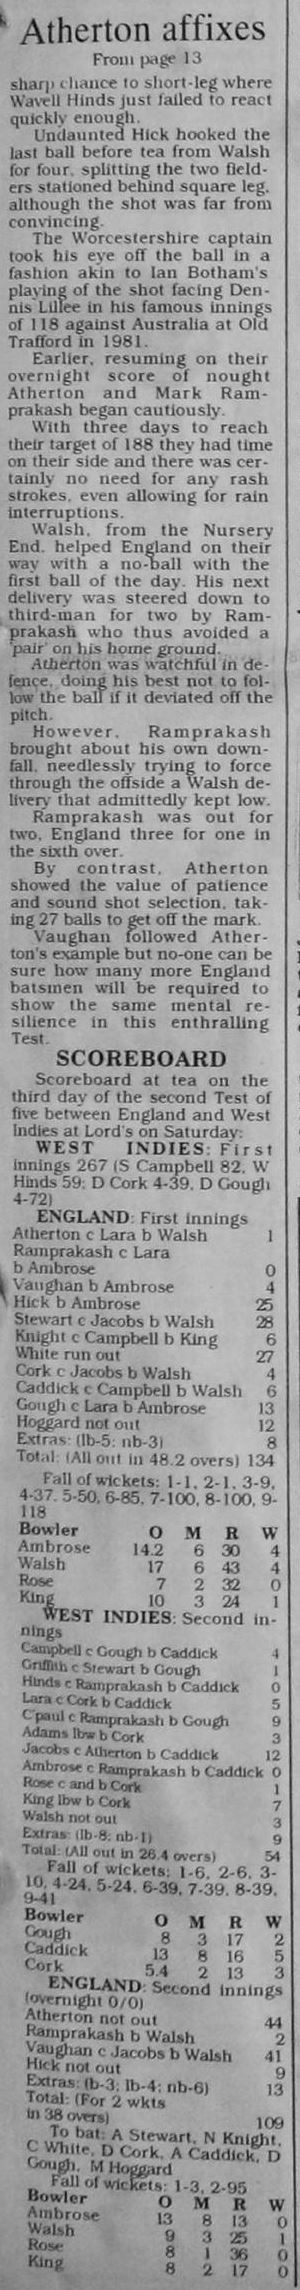 Atherton affixes
From page 13
sharp chance to short-leg where
Wavell Hinds just failed to react
quickly enough.
Undaunted Hick hooked the
last ball before tea from Walsh
for four, splitting the two field-
ers stationed behind square leg,
although the shot was far from
convincing.
The Worcestershire captain
took his eye off the ball in a
fashion akin to Ian Botham's
playing of the shot facing Den-
nis Lillee in his famous innings
of 118 against Australia at Old
Trafford in 1981.
Earlier, resuming on their
overnight score of nought
Atherton and Mark Ram-
prakash began cautiously.
With three days to reach
their target of 188 they had time
on their side and there was cer-
tainly no need for any rash
strokes, even allowing for rain
interruptions.
Walsh, from the Nursery
End, helped England on their
way with a no-ball with the
first ball of the day. His next
delivery was steered down to
third-man for two by Ram-
prakash who thus avoided a
'pair' on his home ground.
Atherton was watchful in de-
fence, doing his best not to fol-
low the ball if it deviated off the
pitch.
However, Ramprakash
brought about his own down-
fall, needlessly trying to force
through the offside a Walsh de-
livery that admittedly kept low.
Ramprakash was out for
two, England three for one in
the sixth over.
By contrast, Atherton
showed the value of patience
and sound shot selection, tak-
ing 27 balls to get off the mark.
Vaughan followed Ather-
ton's example but no-one can be
sure how many more England
batsmen will be required to
show the same mental re-
silience in this enthralling
Test.
SCOREBOARD
Scoreboard at tea on the
third day of the second Test of
five between England and West
Indies at Lord's on Saturday:
WEST INDIES: First
innings 267 (S Campbell 82, W
Hinds 59; D Cork 4-39, D Gough
4-72)
ENGLAND: First innings
Atherton c Lara b Walsh 1
Ramprakash c Lara
b Ambrose 0
Vaughan b Ambrose 4
Hick b Ambrose 25
Stewart c Jacobs b Walsh 28
Knight c Campbell b King 6
White run out 27
Cork c Jacobs b Walsh 4
Caddick c Campbell b Walsh 6
Gough c Lara b Ambrose 13
Hoggard not out 12
Extras: (lb-5; nb-3) 8
Total: (All out in 48.2 overs) 134
Fall of wickets: 1-1, 2-1, 3-9,
4-37, 5-50, 6-85, 7-100, 8-100, 9-
118
Bowler O M R W
Ambrose 14.2 6 30 4
Walsh 17 6 43 4
Rose 7 2 32 0
King 10 3 24 1
WEST INDIES: Second in-
nings
Campbell c Gough b Caddick 4
Griffith c Stewart b Gough 1
Hinds c Ramprakash b Caddick 0
Lara c Cork b Caddick 5
C'paul c Ramprakash b Gough 9
Adams lbw b Cork 3
Jacobs c Atherton b Caddick 12
Ambrose c Ramprakash b Caddick 0
Rose c and b Cork 1
King lbw b Cork 7
Walsh not out 3
Extras: (lb-8; nb-1) 9
Total: (All out in 26.4 overs) 54
Fall of wickets: 1-6, 2-6, 3-
10, 4-24, 5-24, 6-39, 7-39, 8-39,
9-41
Bowler O M R W
Gough 8 3 17 2
Caddick 13 8 16 5
Cork 5.4 2 13 3
ENGLAND: Second innings
(overnight 0/0)
Atherton not out 44
Ramprakash b Walsh 2
Vaughan c Jacobs b Walsh 41
Hick not out 9
Extras: (b-3; lb-4; nb-6) 13
Total: (For 2 wkts
in 38 overs) 109
To bat: A Stewart, N Knight,
C White, D Cork, A Caddick, D
Gough, M Hoggard
Fall of wickets: 1-3, 2-95
Bowler O M R W
Ambrose 13 8 13 0
Walsh 9 3 25 1
Rose 8 1 36 0
King 8 2 17 0